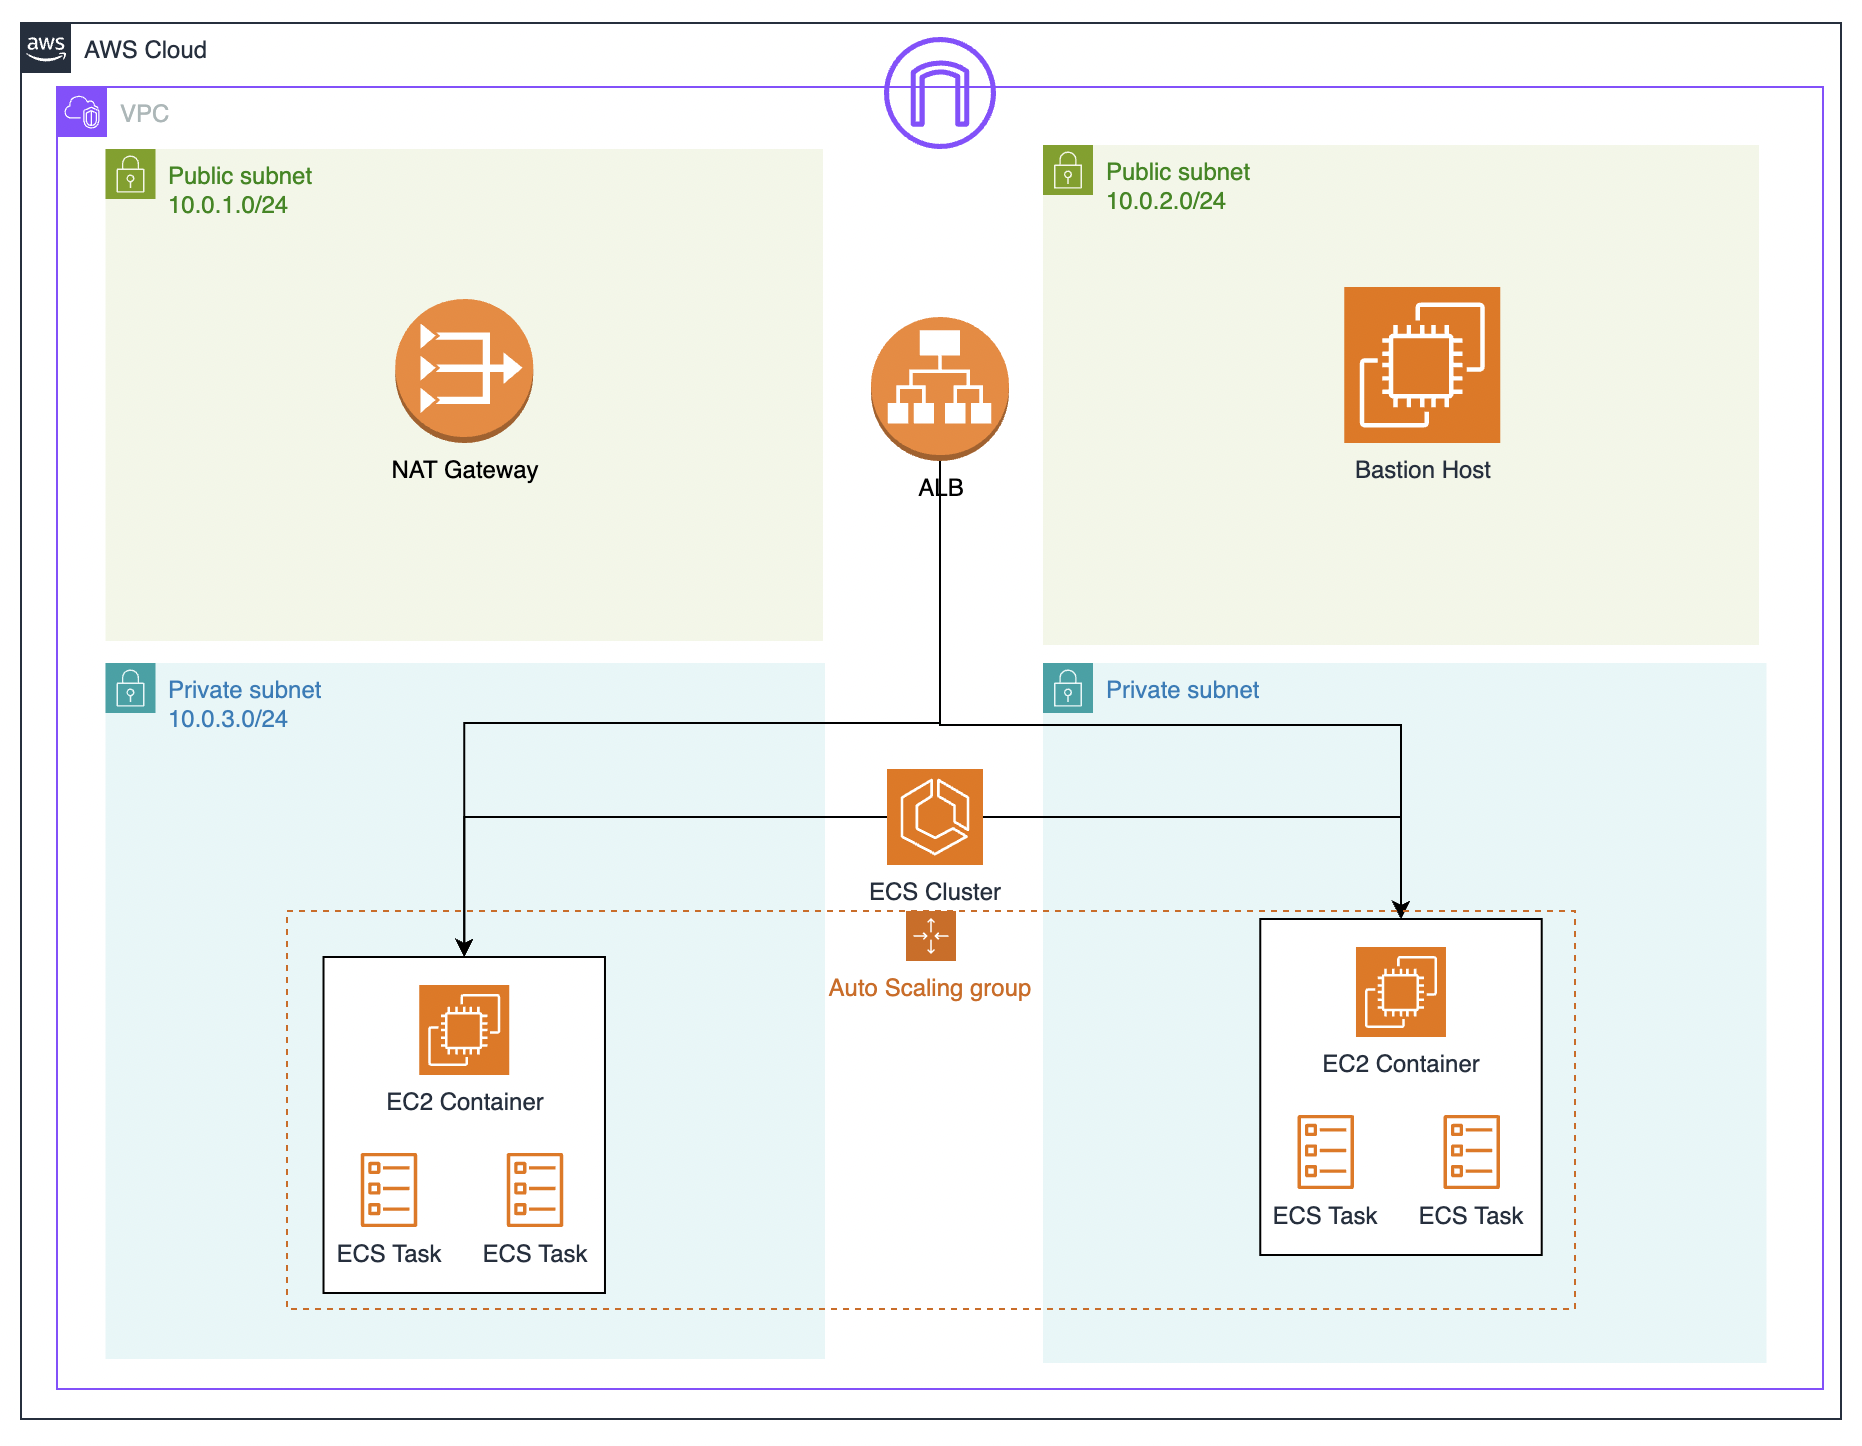 aws
AWS Cloud
VPC
Public subnet
10.0.1.0/24
Public subnet
10.0.2.0/24
NAT Gateway
ALB
Bastion Host
Private subnet
10.0.3.0/24
Private subnet
ECS Cluster
Auto Scaling group
EC2 Container
ECS Task
ECS Task
EC2 Container
ECS Task
ECS Task